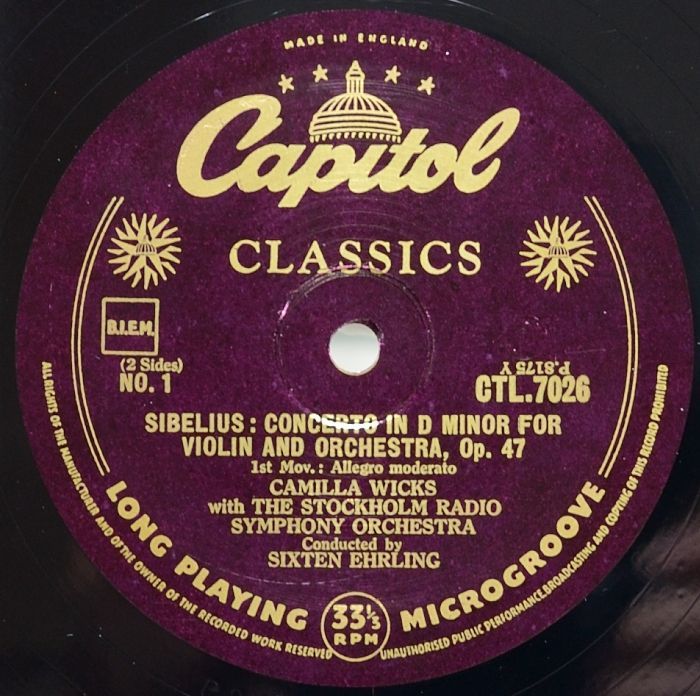 MADE IN ENGLAND
Capitol
CLASSICS
B.I.E.M.
(2 Sides)
NO. 1
P.8175 Y
CTL.7026
SIBELIUS : CONCERTO IN D MINOR FOR
VIOLIN AND ORCHESTRA, Op. 47
1st Mov.: Allegro moderato
CAMILLA WICKS
with THE STOCKHOLM RADIO
SYMPHONY ORCHESTRA
Conducted by
SIXTEN EHRLING
LONG PLAYING 33⅓ RPM MICROGROOVE
ALL RIGHTS OF THE MANUFACTURER AND OF THE OWNER OF THE RECORDED WORK RESERVED
UNAUTHORISED PUBLIC PERFORMANCE, BROADCASTING AND COPYING OF THIS RECORD PROHIBITED